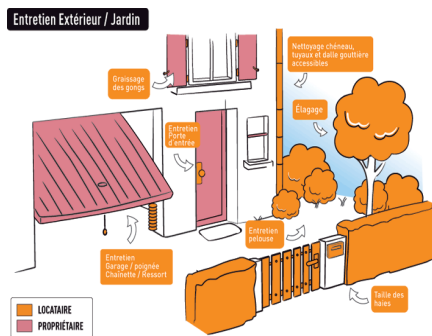 Entretien Extérieur / Jardin
Nettoyage chéneau,
tuyaux et dalle gouttière
accessibles
Graissage
des gongs
Élagage
Entretien
Porte
d'entrée
Entretien
pelouse
Entretien
Garage / poignée
Chaînette / Ressort
Taille des
haies
LOCATAIRE
PROPRIÉTAIRE